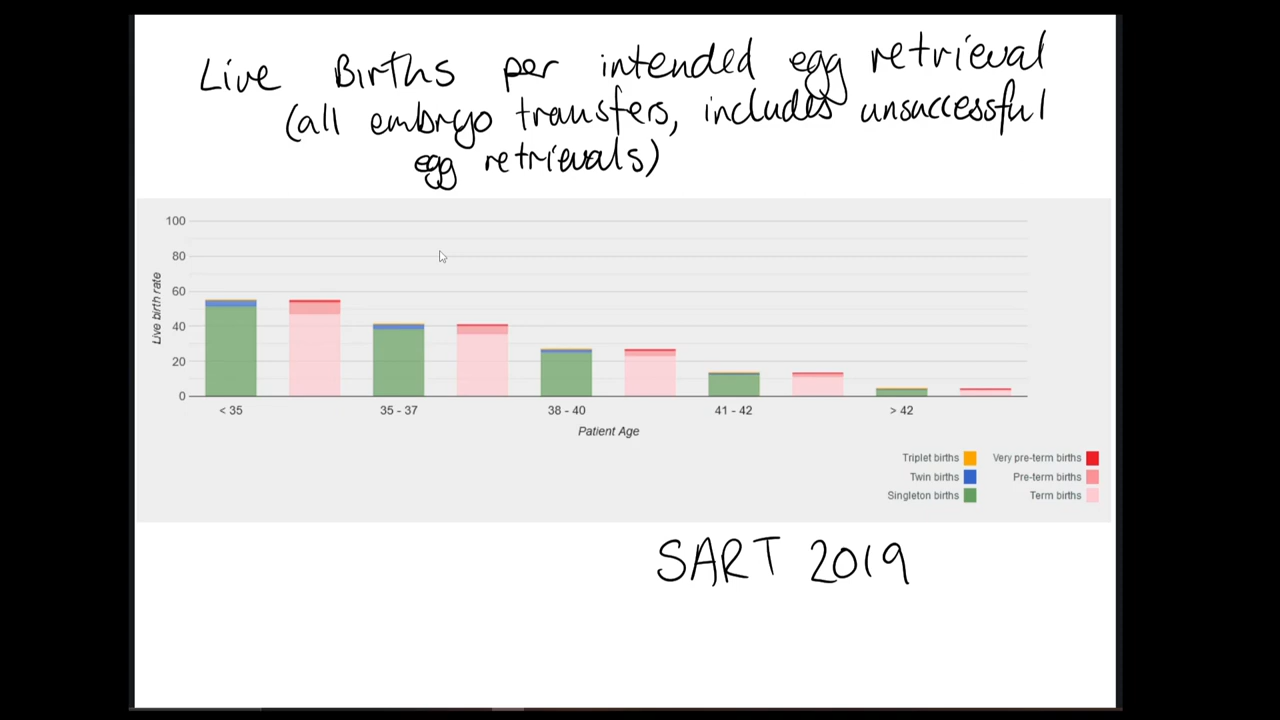 Live Births per intended egg retrieval
(all embryo transfers, includes unsuccessful
egg retrievals)
100
80
60
40
20
0
Live birth rate
< 35
35 - 37
38 - 40
41 - 42
> 42
Patient Age
Triplet births
Very pre-term births
Twin births
Pre-term births
Singleton births
Term births
SART 2019